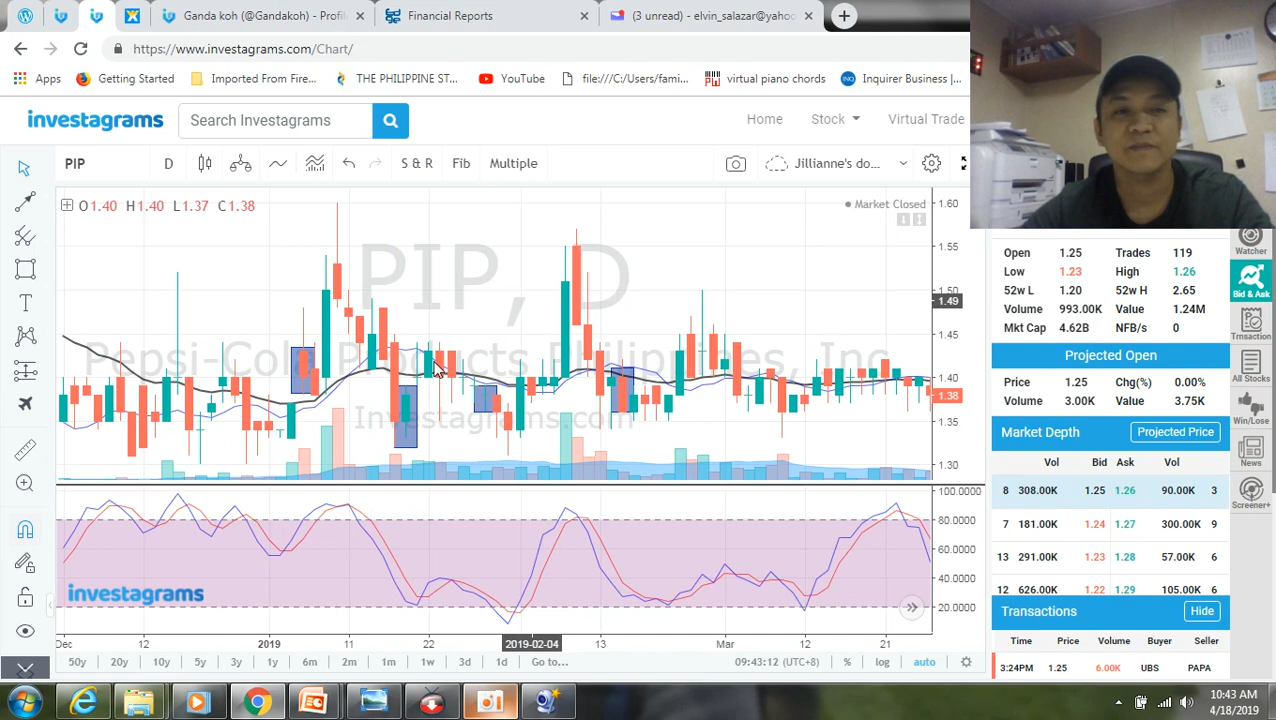 Ganda koh (@Gandakoh) - Profil
Financial Reports
(3 unread) - elvin_salazar@yahoo
https://www.investagrams.com/Chart/
Apps
Getting Started
Imported From Fire
THE PHILIPPINE ST...
YouTube
file:///C:/Users/fami
virtual piano chords
INQ
Inquirer Business |...
investagrams
Search Investagrams
Home
Stock
Virtual Trade
PIP
D
S & R
Fib
Multiple
Jillianne's do...
O1.40 H1.40 L1.37 C1.38
Market Closed
PIP, D
Pepsi-Cola Products Philippines, Inc
Investagrams.com
1.60
1.55
1.50
1.49
1.45
1.40
1.38
1.35
1.30
100.0000
80.0000
60.0000
40.0000
20.0000
investagrams
Dec
12
2019
11
22
2019-02-04
13
Mar
12
21
50y
20y
10y
5y
3y
1y
6m
2m
1m
1w
3d
1d
Go to...
09:43:12 (UTC+8)
%
log
auto
Open 1.25 Trades 119
Low 1.23 High 1.26
52w L 1.20 52w H 2.65
Volume 993.00K Value 1.24M
Mkt Cap 4.62B NFB/S 0
Projected Open
Price 1.25 Chg(%) 0.00%
Volume 3.00K Value 3.75K
Market Depth
Projected Price
Vol Bid Ask Vol
8 308.00K 1.25 1.26 90.00K 3
7 181.00K 1.24 1.27 300.00K 9
13 291.00K 1.23 1.28 57.00K 6
12 626.00K 1.22 1.29 105.00K 6
Transactions
Hide
Time Price Volume Buyer Seller
3:24PM 1.25 6.00K UBS PAPA
Watcher
Bid & Ask
Trnsaction
All Stocks
Win/Lose
News
Screener+
10:43 AM
4/18/2019